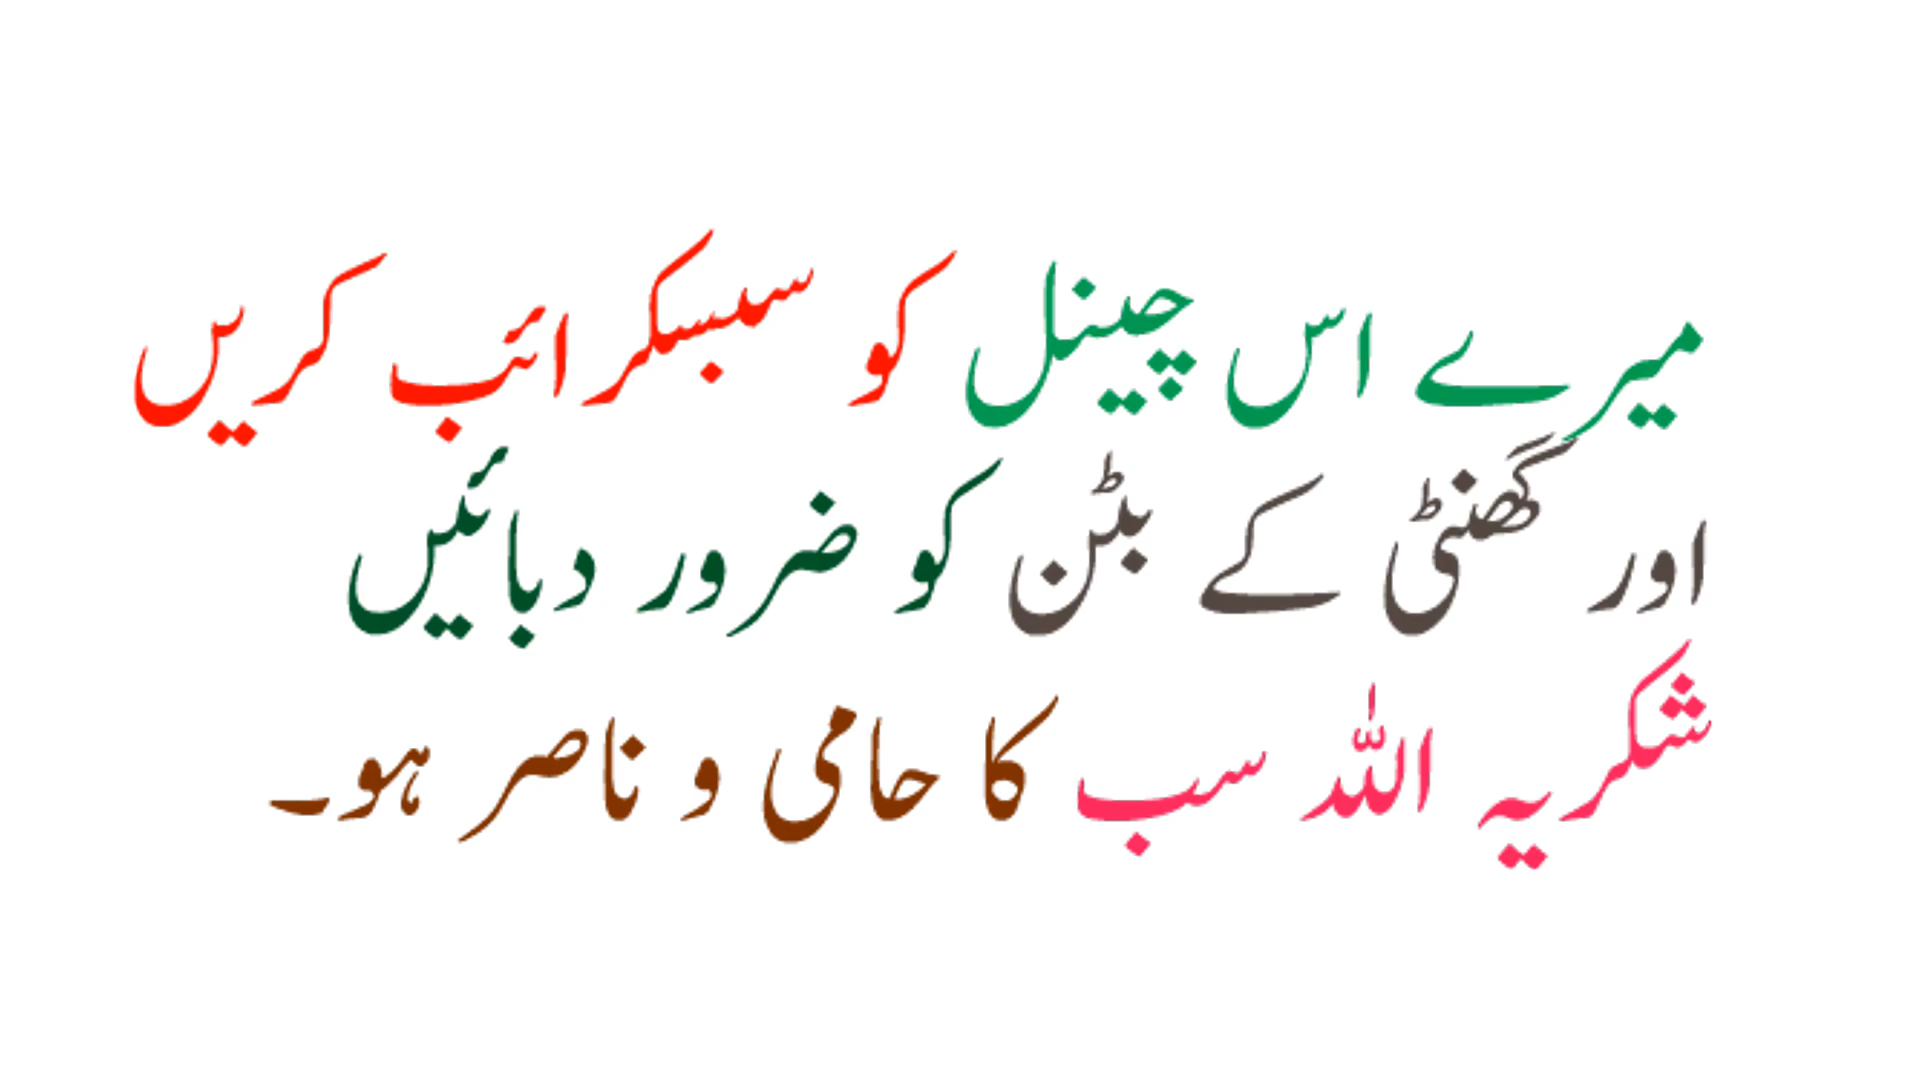 میرے اس چینل کو سبسکرائب کریں
اور گھنٹی کے بٹن کو ضرور دبائیں
شکریہ اللہ سب کا حامی و ناصر ہو۔